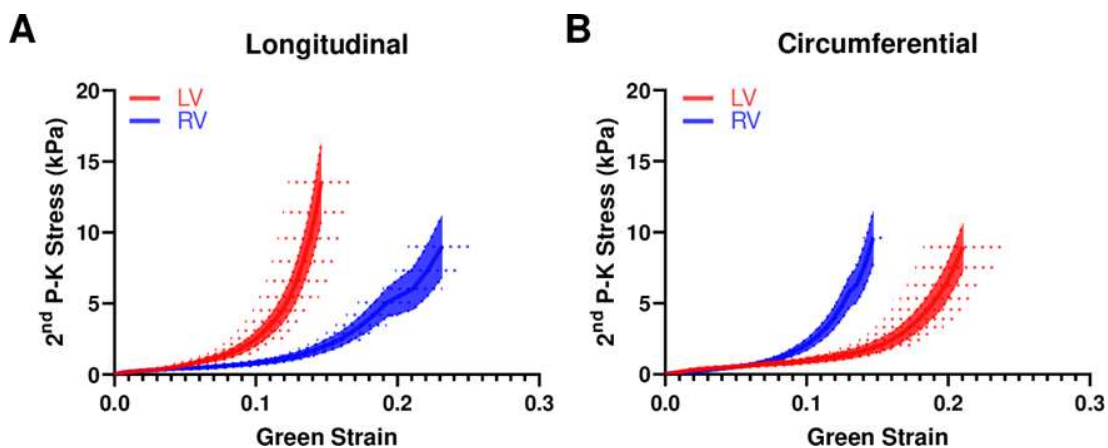 A
Longitudinal
LV
RV
2nd P-K Stress (kPa)
20
15
10
5
0
0.0 0.1 0.2 0.3
Green Strain
B
Circumferential
LV
RV
2nd P-K Stress (kPa)
20
15
10
5
0
0.0 0.1 0.2 0.3
Green Strain